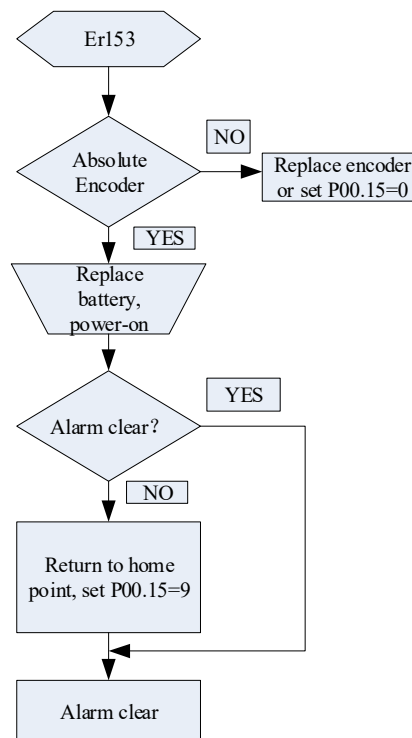 Er153
Absolute
Encoder
NO
Replace encoder
or set P00.15=0
YES
Replace
battery,
power-on
YES
Alarm clear?
NO
Return to home
point, set P00.15=9
Alarm clear